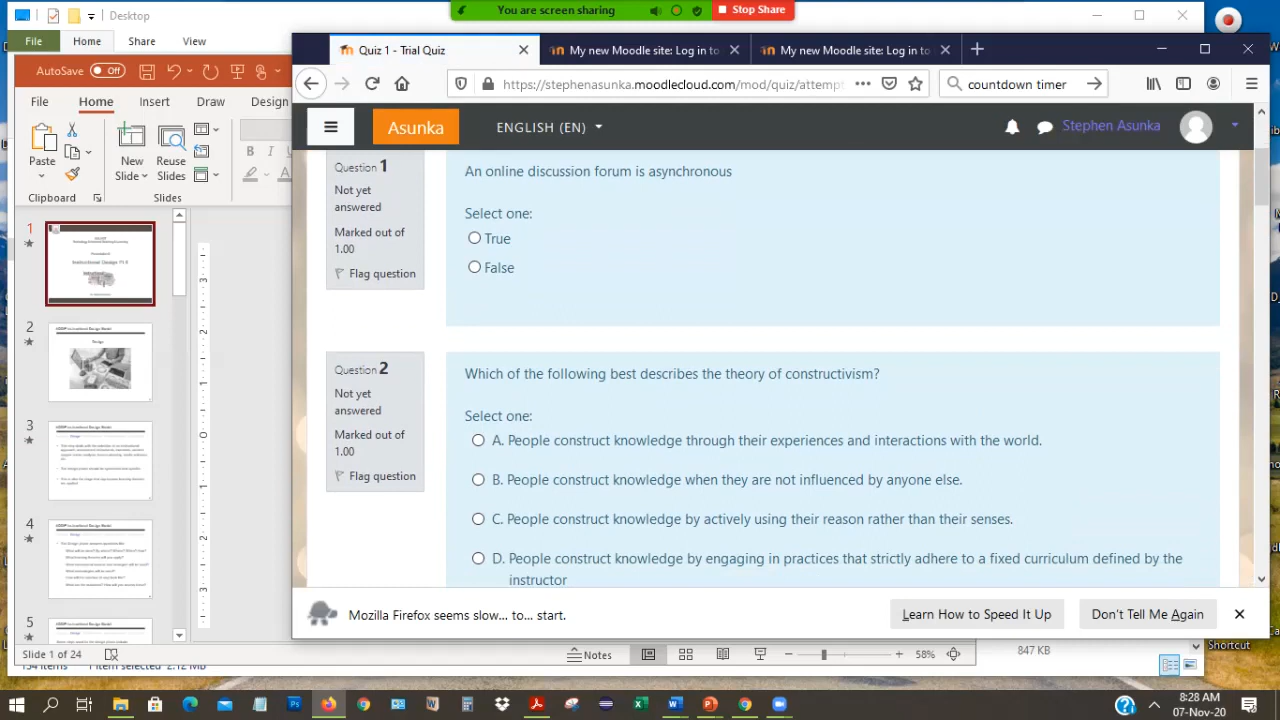 You are screen sharing
Stop Share
Desktop
File
Home
Share
View
AutoSave
Off
File
Home
Insert
Draw
Design
Paste
New
Slide
Reuse
Slides
B
I
Clipboard
Slides
1
2
3
4
5
Slide 1 of 24
Notes
58%
847 KB
Shortcut
Quiz 1 - Trial Quiz
My new Moodle site: Log in to
My new Moodle site: Log in to
https://stephenasunka.moodlecloud.com/mod/quiz/attempt
countdown timer
Asunka
ENGLISH (EN)
Stephen Asunka
Question 1
Not yet
answered
Marked out of
1.00
Flag question
An online discussion forum is asynchronous
Select one:
True
False
Question 2
Not yet
answered
Marked out of
1.00
Flag question
Which of the following best describes the theory of constructivism?
Select one:
A. People construct knowledge through their experiences and interactions with the world.
B. People construct knowledge when they are not influenced by anyone else.
C. People construct knowledge by actively using their reason rather than their senses.
D. People construct knowledge by engaging in practices that strictly adhere to a fixed curriculum defined by the
instructor
Mozilla Firefox seems slow... to... start.
Learn How to Speed It Up
Don't Tell Me Again
8:28 AM
07-Nov-20